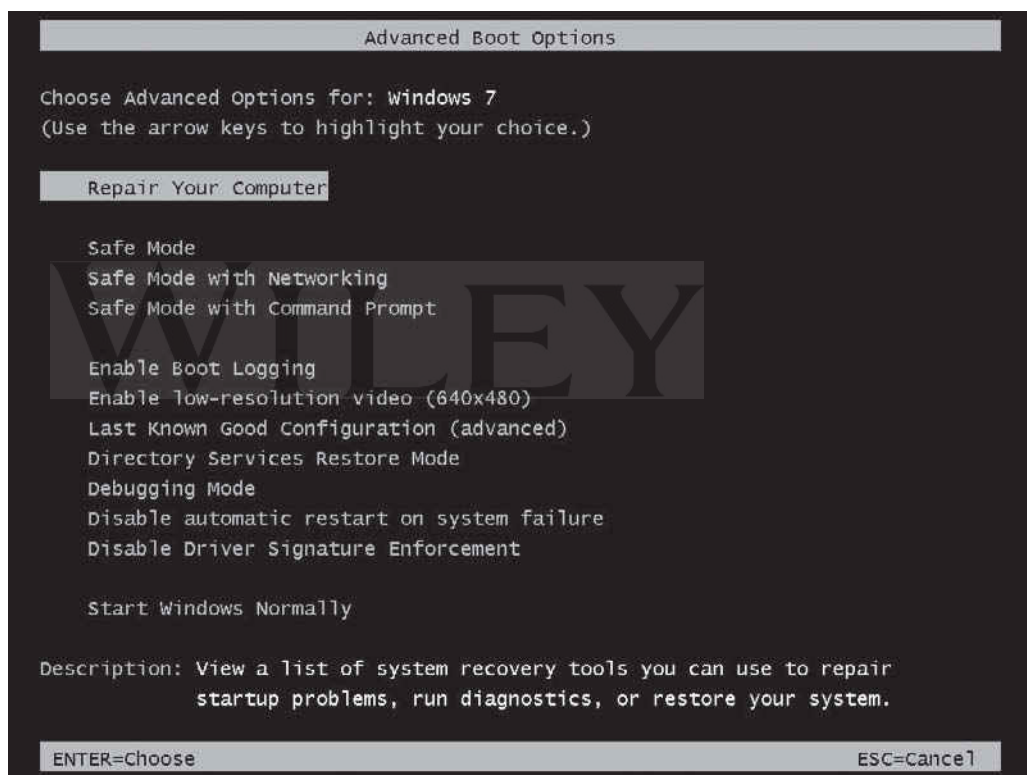 Advanced Boot Options
Choose Advanced Options for: Windows 7
(Use the arrow keys to highlight your choice.)
Repair Your Computer
Safe Mode
Safe Mode with Networking
Safe Mode with Command Prompt
WILEY
Enable Boot Logging
Enable low-resolution video (640x480)
Last Known Good Configuration (advanced)
Directory Services Restore Mode
Debugging Mode
Disable automatic restart on system failure
Disable Driver Signature Enforcement
Start Windows Normally
Description: View a list of system recovery tools you can use to repair
startup problems, run diagnostics, or restore your system.
ENTER=Choose ESC=Cancel